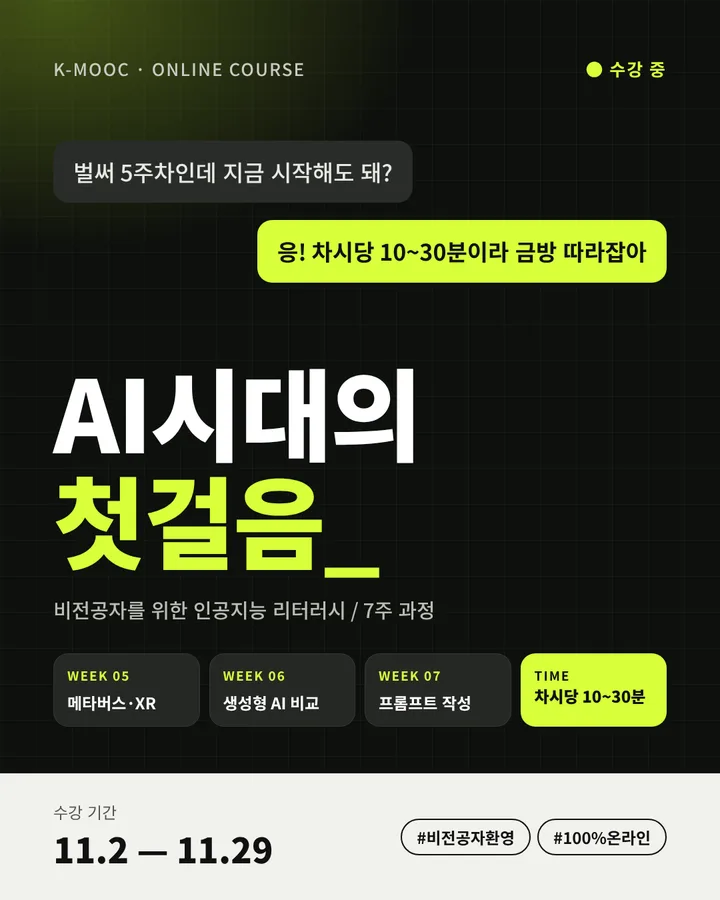 K-MOOC · ONLINE COURSE
수강 중
벌써 5주차인데 지금 시작해도 돼?
응! 차시당 10~30분이라 금방 따라잡아
AI시대의
첫걸음_
비전공자를 위한 인공지능 리터러시 / 7주 과정
WEEK 05
메타버스·XR
WEEK 06
생성형 AI 비교
WEEK 07
프롬프트 작성
TIME
차시당 10~30분
수강 기간
11.2 — 11.29
#비전공자환영
#100%온라인